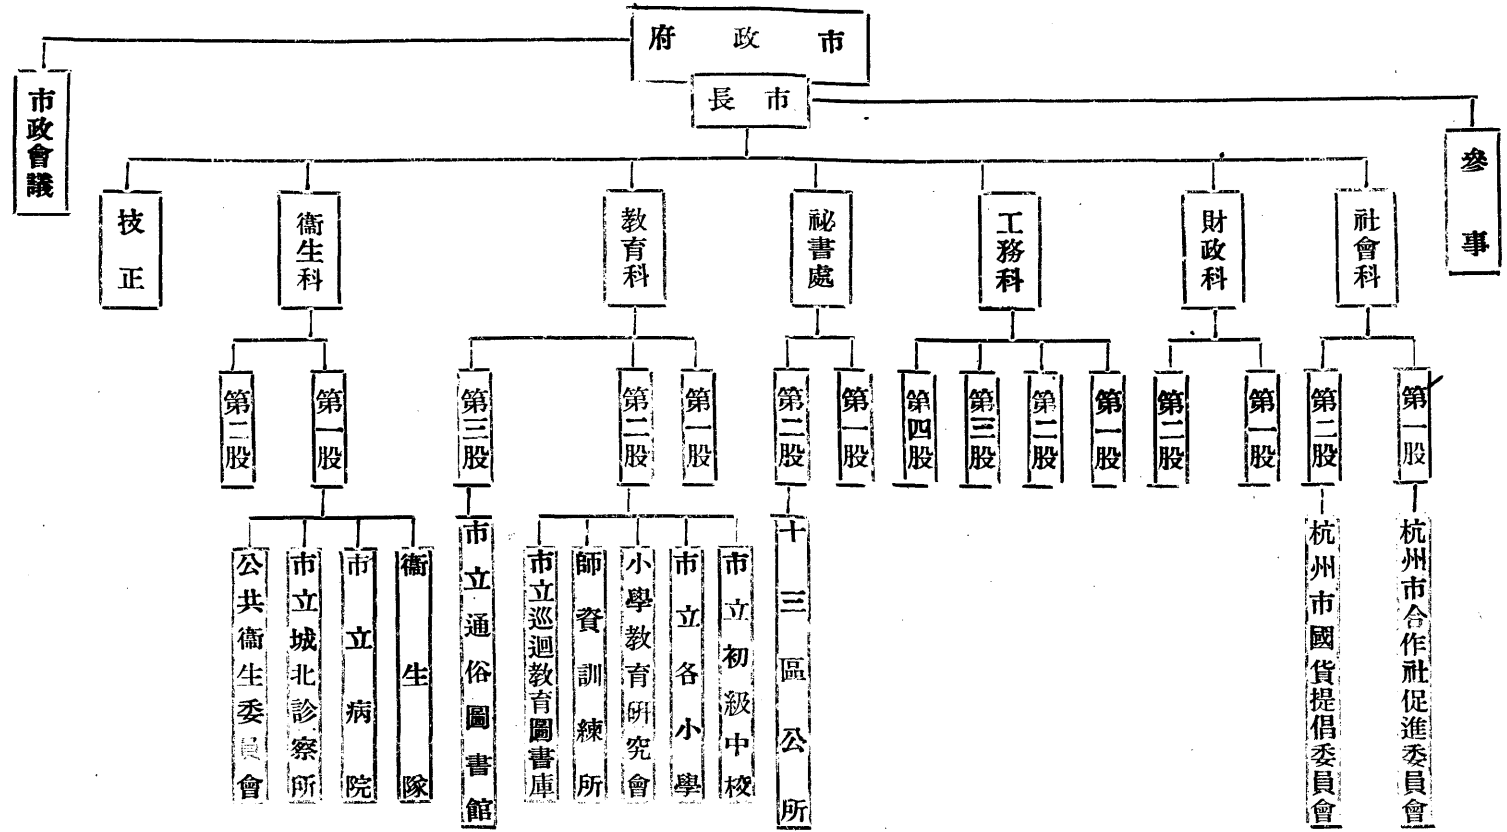 市政府
市長
參事
市政會議
社會科
財政科
工務科
祕書處
教育科
衞生科
技正
第一股
第二股
第一股
第二股
第一股
第二股
第三股
第四股
第一股
第二股
第一股
第二股
第三股
第一股
第二股
杭州市合作社促進委員會
杭州市國貨提倡委員會
十三區公所
市立初級中校
市立各小學
小學教育研究會
師資訓練所
市立巡迴教育圖書庫
市立通俗圖書館
衞生隊
市立病院
市立城北診察所
公共衞生委員會